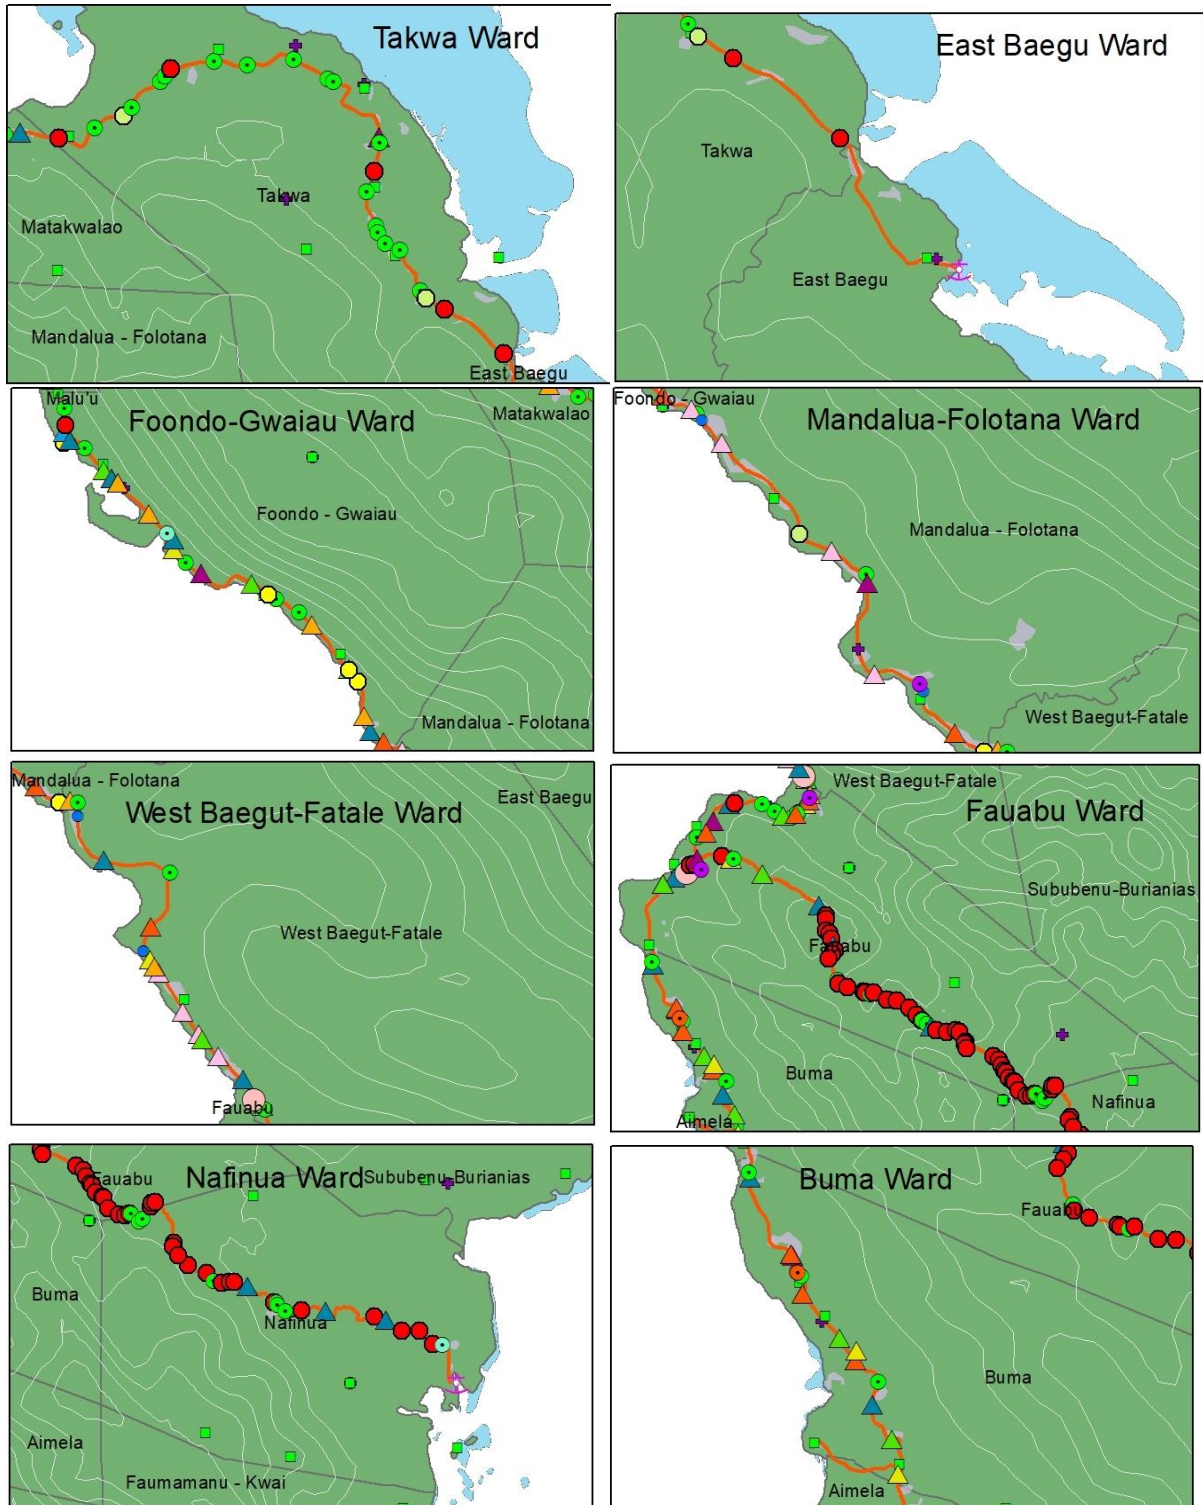 Takwa Ward
Takwa
Matakwalao
Mandalua - Folotana
East Baegu
East Baegu Ward
Takwa
East Baegu
Malu'u
Foondo-Gwaiau Ward
Matakwalao
Foondo - Gwaiau
Mandalua - Folotana
Foondo - Gwaiau
Mandalua-Folotana Ward
Mandalua - Folotana
West Baegut-Fatale
Mandalua - Folotana
West Baegut-Fatale Ward
East Baegu
West Baegut-Fatale
Fauabu
West Baegut-Fatale
Fauabu Ward
Sububenu-Burianias
Fauabu
Buma
Nafinua
Aimela
Nafinua Ward
Fauabu
Sububenu-Burianias
Buma
Nafinua
Aimela
Faumamanu - Kwai
Buma Ward
Fauabu
Buma
Aimela